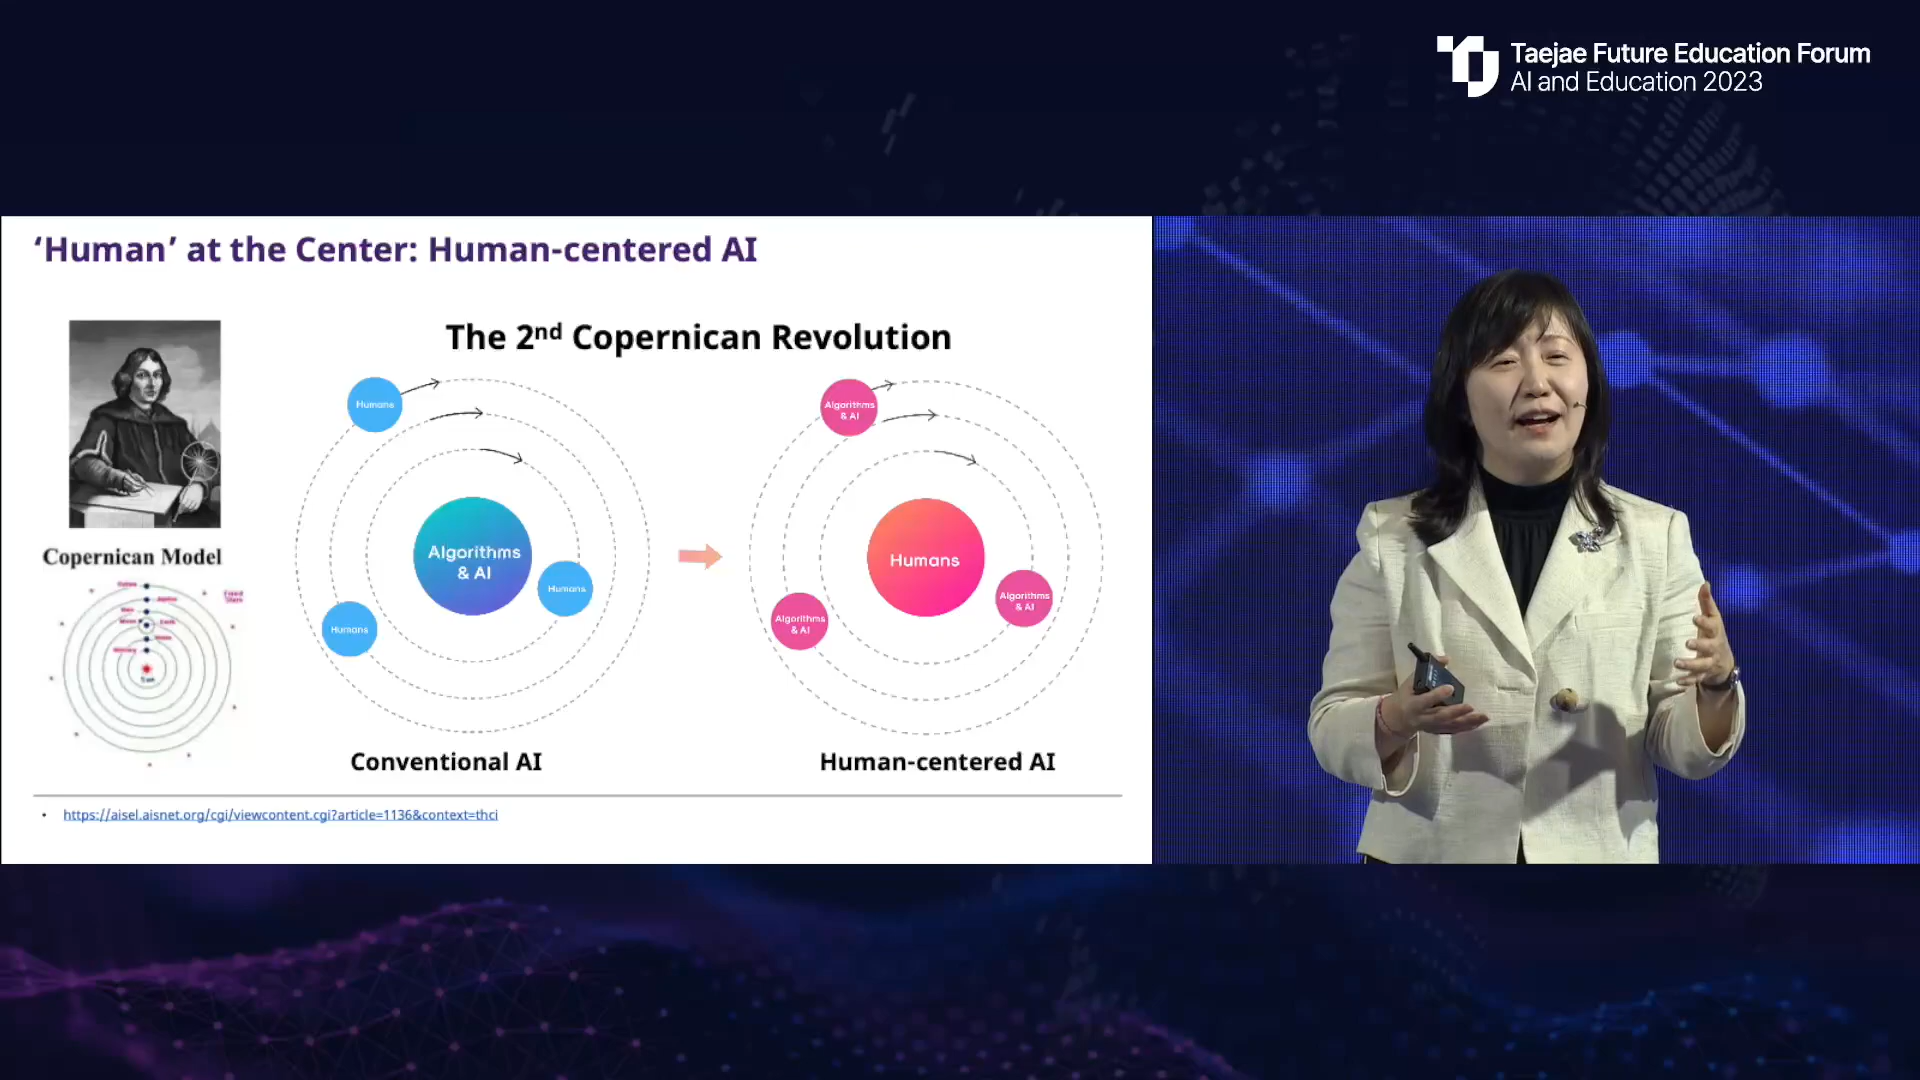 Taejae Future Education Forum
AI and Education 2023
‘Human’ at the Center: Human-centered AI
The 2nd Copernican Revolution
Copernican Model
Sun
Humans
Algorithms
& AI
Humans
Humans
Conventional AI
Algorithms
& AI
Humans
Algorithms
& AI
Algorithms
& AI
Human-centered AI
• https://aisel.aisnet.org/cgi/viewcontent.cgi?article=1136&context=thci